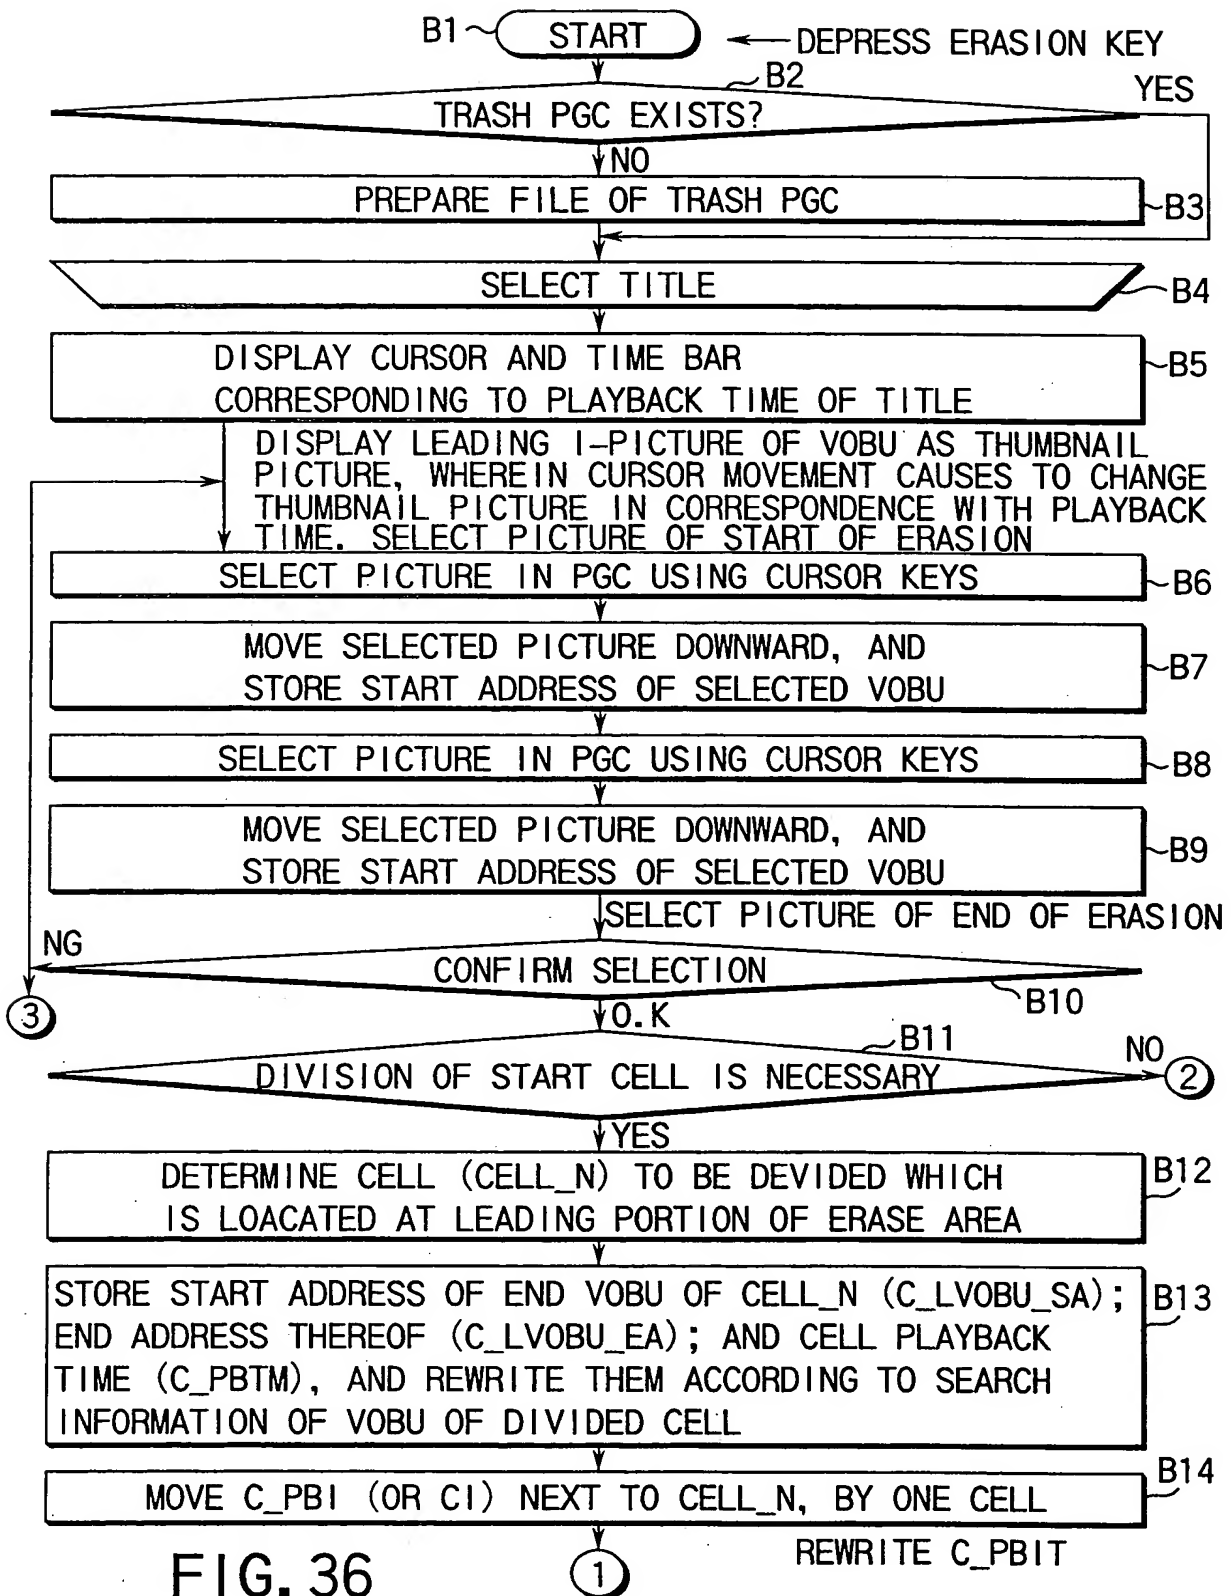 B1
START
DEPRESS ERASION KEY
B2
YES
TRASH PGC EXISTS?
NO
PREPARE FILE OF TRASH PGC
B3
SELECT TITLE
B4
DISPLAY CURSOR AND TIME BAR
CORRESPONDING TO PLAYBACK TIME OF TITLE
B5
DISPLAY LEADING I-PICTURE OF VOBU AS THUMBNAIL
PICTURE, WHEREIN CURSOR MOVEMENT CAUSES TO CHANGE
THUMBNAIL PICTURE IN CORRESPONDENCE WITH PLAYBACK
TIME. SELECT PICTURE OF START OF ERASION
SELECT PICTURE IN PGC USING CURSOR KEYS
B6
MOVE SELECTED PICTURE DOWNWARD, AND
STORE START ADDRESS OF SELECTED VOBU
B7
SELECT PICTURE IN PGC USING CURSOR KEYS
B8
MOVE SELECTED PICTURE DOWNWARD, AND
STORE START ADDRESS OF SELECTED VOBU
B9
SELECT PICTURE OF END OF ERASION
NG
CONFIRM SELECTION
B10
3
O.K
B11
NO
DIVISION OF START CELL IS NECESSARY
2
YES
DETERMINE CELL (CELL_N) TO BE DEVIDED WHICH
IS LOACATED AT LEADING PORTION OF ERASE AREA
B12
STORE START ADDRESS OF END VOBU OF CELL_N (C_LVOBU_SA);
END ADDRESS THEREOF (C_LVOBU_EA); AND CELL PLAYBACK
TIME (C_PBTM), AND REWRITE THEM ACCORDING TO SEARCH
INFORMATION OF VOBU OF DIVIDED CELL
B13
MOVE C_PBI (OR CI) NEXT TO CELL_N, BY ONE CELL
B14
REWRITE C_PBIT
1
FIG. 36